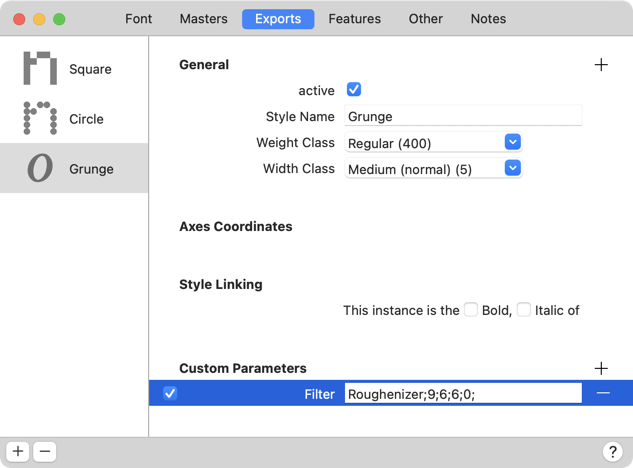 Font Masters Exports Features Other Notes
Square
Circle
Grunge
General
active
Style Name Grunge
Weight Class Regular (400)
Width Class Medium (normal) (5)
Axes Coordinates
Style Linking
This instance is the Bold, Italic of
Custom Parameters
Filter Roughenizer;9;6;6;0;
?